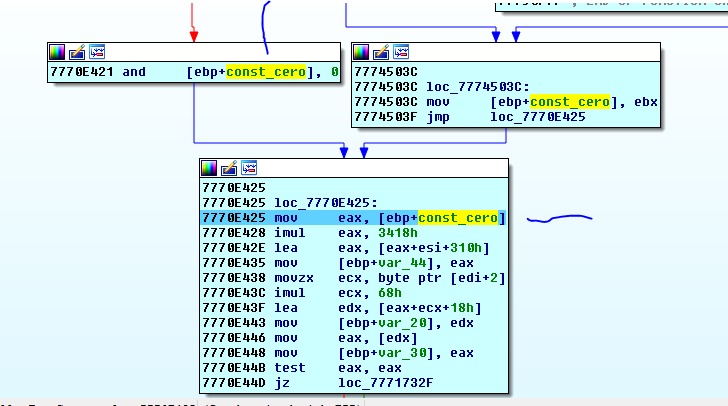 7770E421 and [ebp+const_cero], 0
7774503C
7774503C loc_7774503C:
7774503C mov [ebp+const_cero], ebx
7774503F jmp loc_7770E425
7770E425
7770E425 loc_7770E425:
7770E425 mov eax, [ebp+const_cero]
7770E428 imul eax, 3418h
7770E42E lea eax, [eax+esi+310h]
7770E435 mov [ebp+var_44], eax
7770E438 movzx ecx, byte ptr [edi+2]
7770E43C imul ecx, 68h
7770E43F lea edx, [eax+ecx+18h]
7770E443 mov [ebp+var_20], edx
7770E446 mov eax, [edx]
7770E448 mov [ebp+var_30], eax
7770E44B test eax, eax
7770E44D jz loc_7771732F